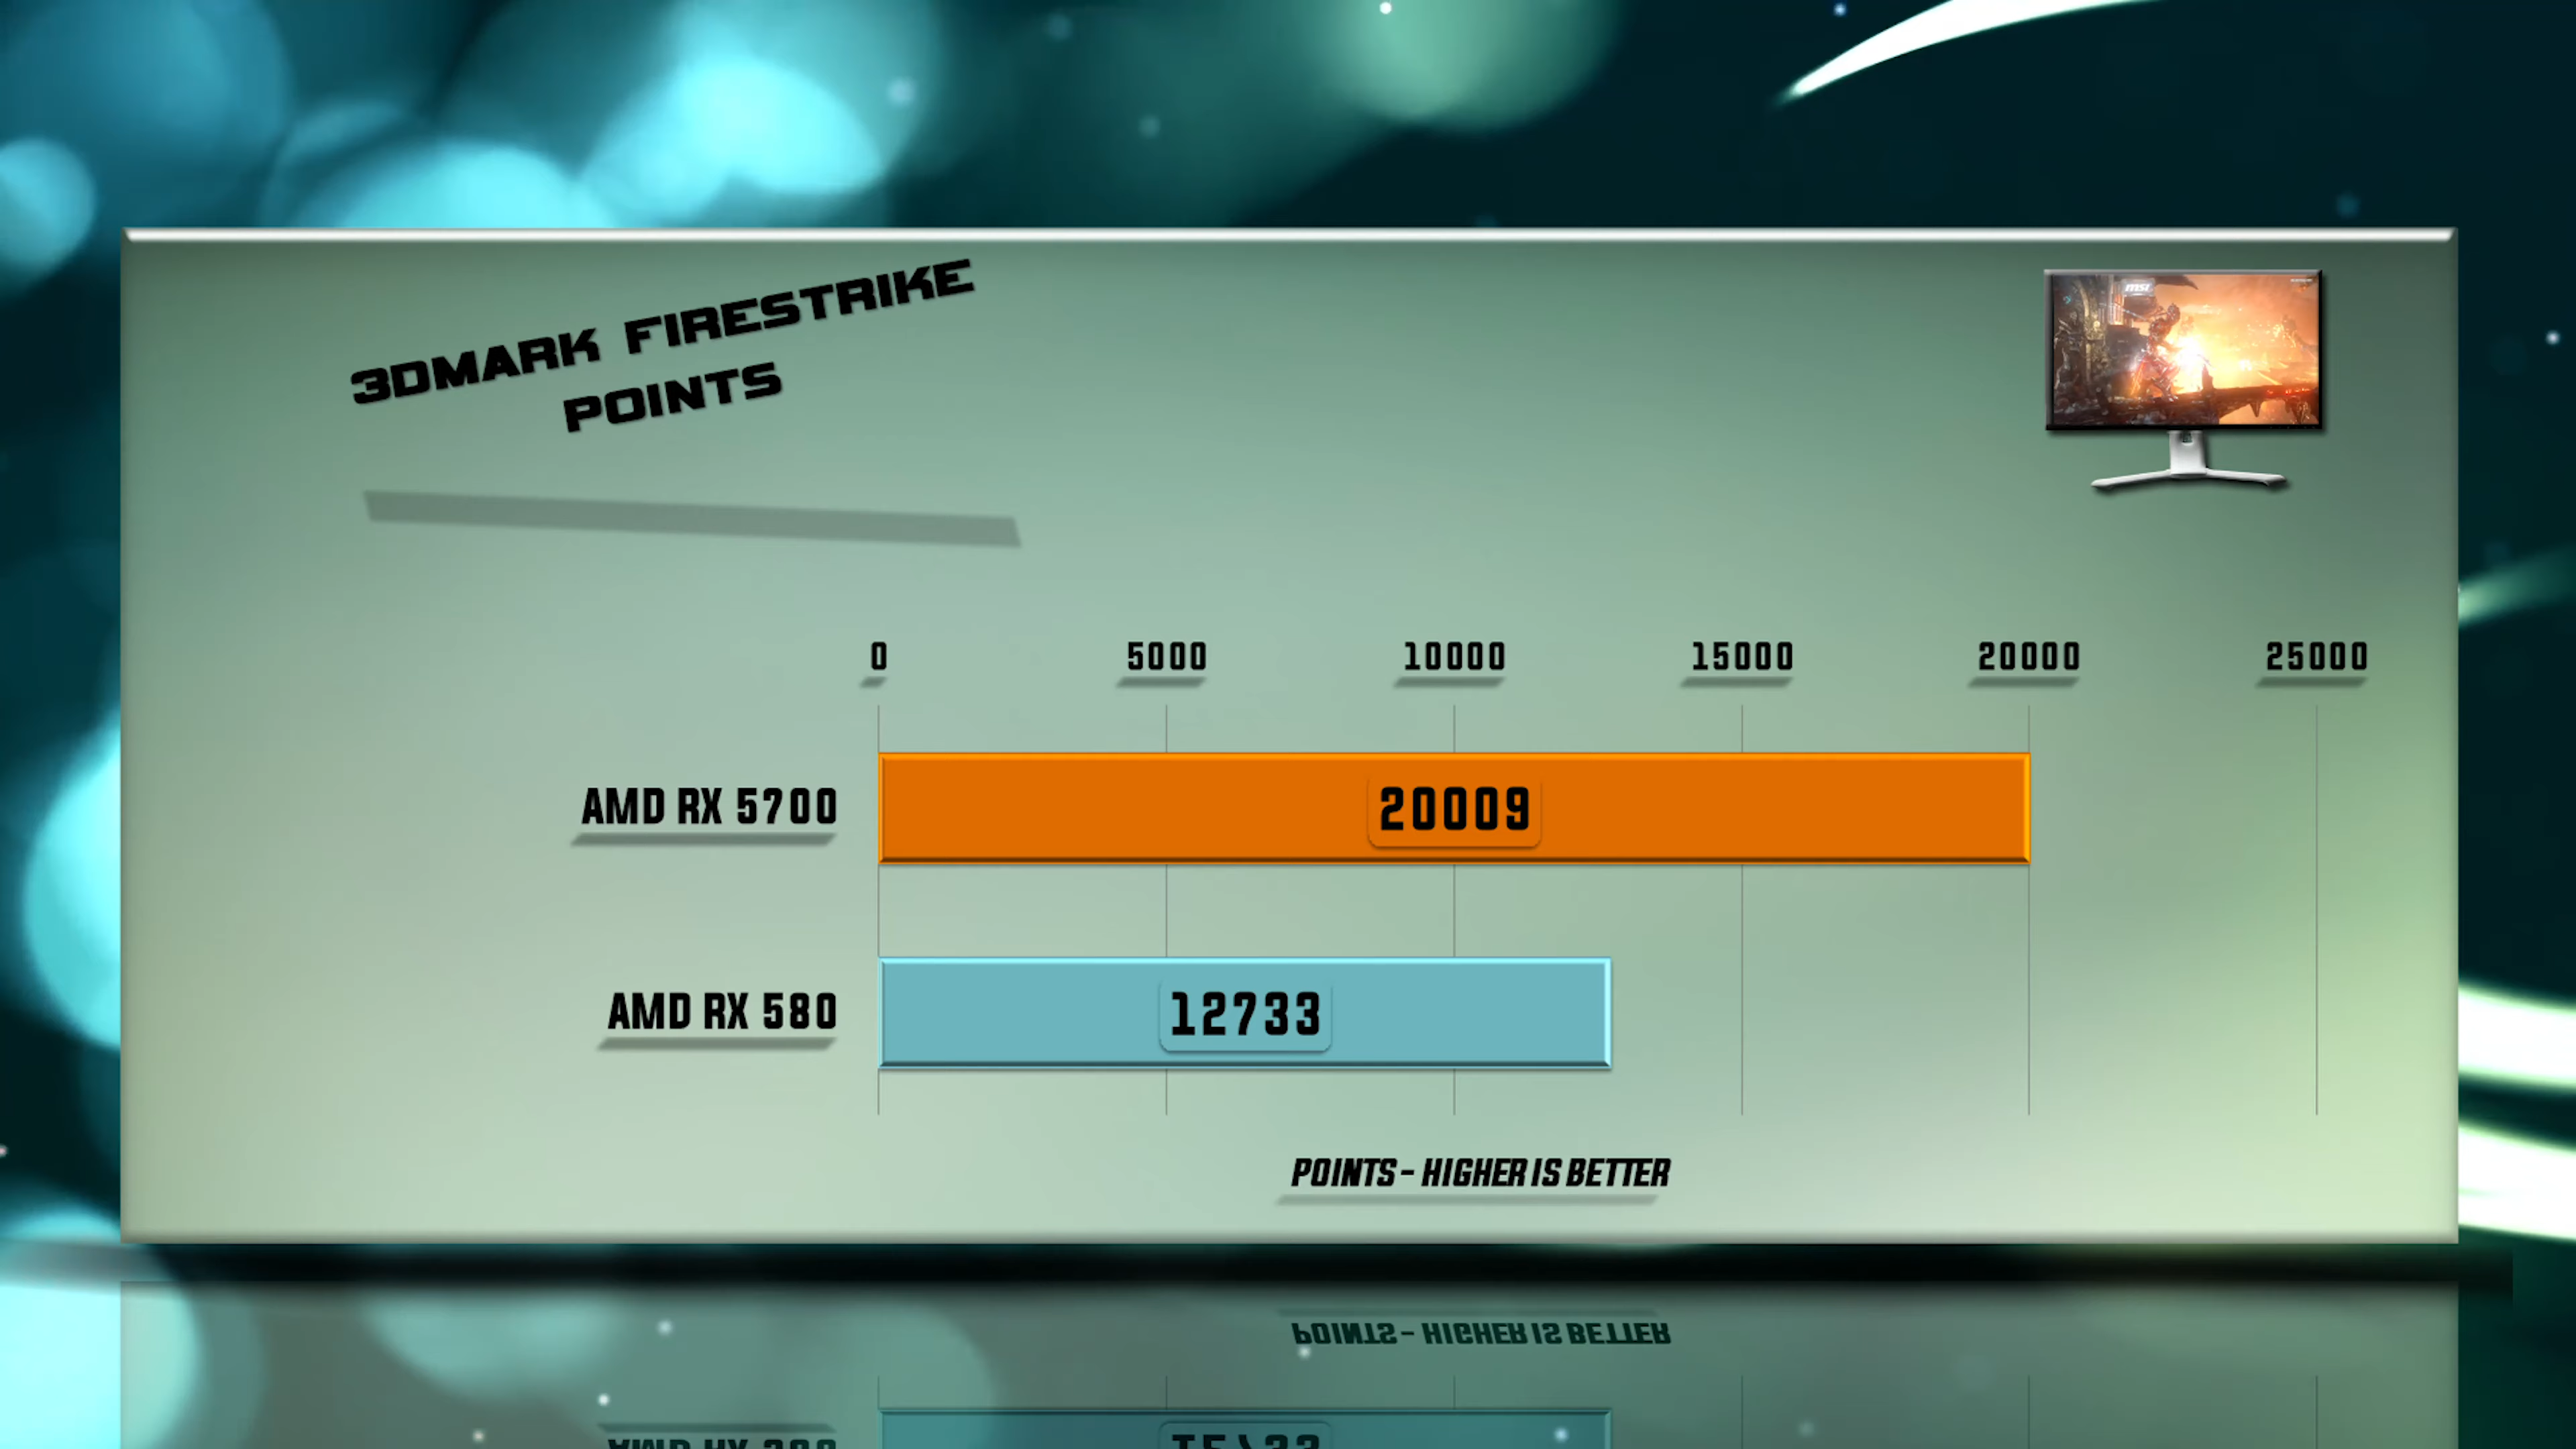 3DMARK FIRESTRIKE
POINTS
msi
0 5000 10000 15000 20000 25000
AMD RX 5700 20009
AMD RX 580 12733
POINTS - HIGHER IS BETTER